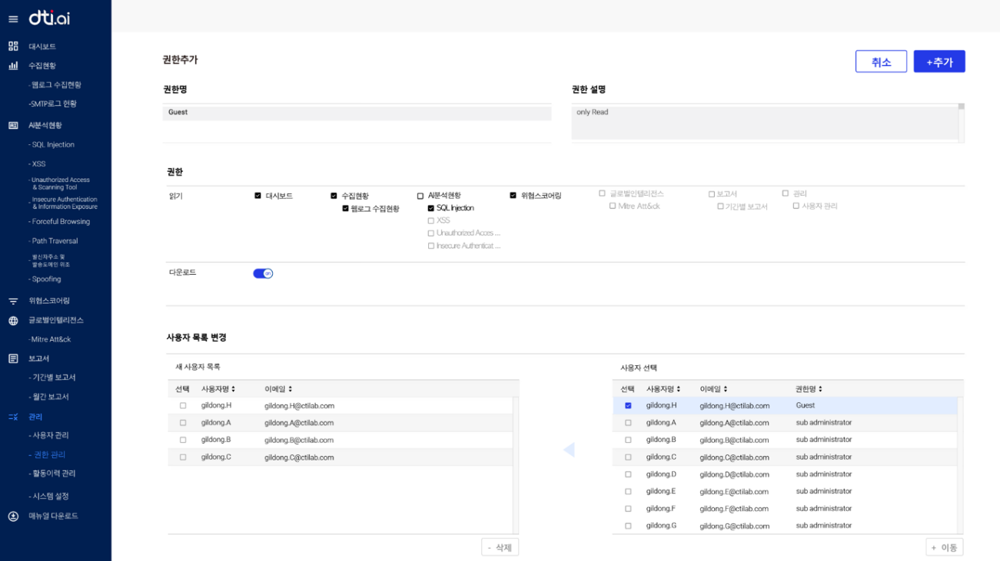 dti.ai
대시보드
수집현황
-웹로그 수집현황
-SMTP로그 현황
AI분석현황
- SQL Injection
- XSS
- Unauthorized Access
& Scanning Tool
- Insecure Authentication
& Information Exposure
- Forceful Browsing
- Path Traversal
- 발신자주소 및
발송도메인 위조
- Spoofing
위협스코어링
글로벌인텔리전스
-Mitre Att&ck
보고서
- 기간별 보고서
- 월간 보고서
관리
- 사용자 관리
- 권한 관리
- 활동이력 관리
- 시스템 설정
매뉴얼 다운로드
권한추가
취소
+추가
권한명
권한 설명
Guest
only Read
권한
읽기
대시보드
수집현황
웹로그 수집현황
AI분석현황
SQL Injection
XSS
Unauthorized Acces ...
Insecure Authenticat ...
위협스코어링
글로벌인텔리전스
Mitre Att&ck
보고서
기간별 보고서
관리
사용자 관리
다운로드
on
사용자 목록 변경
새 사용자 목록
선택 사용자명 이메일
gildong.H gildong.H@ctilab.com
gildong.A gildong.A@ctilab.com
gildong.B gildong.B@ctilab.com
gildong.C gildong.C@ctilab.com
- 삭제
사용자 선택
선택 사용자명 이메일 권한명
gildong.H gildong.H@ctilab.com Guest
gildong.A gildong.A@ctilab.com sub administrator
gildong.B gildong.B@ctilab.com sub administrator
gildong.C gildong.C@ctilab.com sub administrator
gildong.D gildong.D@ctilab.com sub administrator
gildong.E gildong.E@ctilab.com sub administrator
gildong.F gildong.F@ctilab.com sub administrator
gildong.G gildong.G@ctilab.com sub administrator
+ 이동